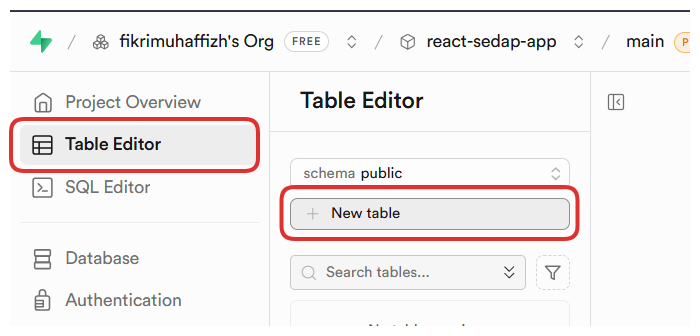 / fikrimuhaffizh's Org FREE / react-sedap-app / main
Project Overview
Table Editor
SQL Editor
Database
Authentication
Table Editor
schema public
+ New table
Search tables...